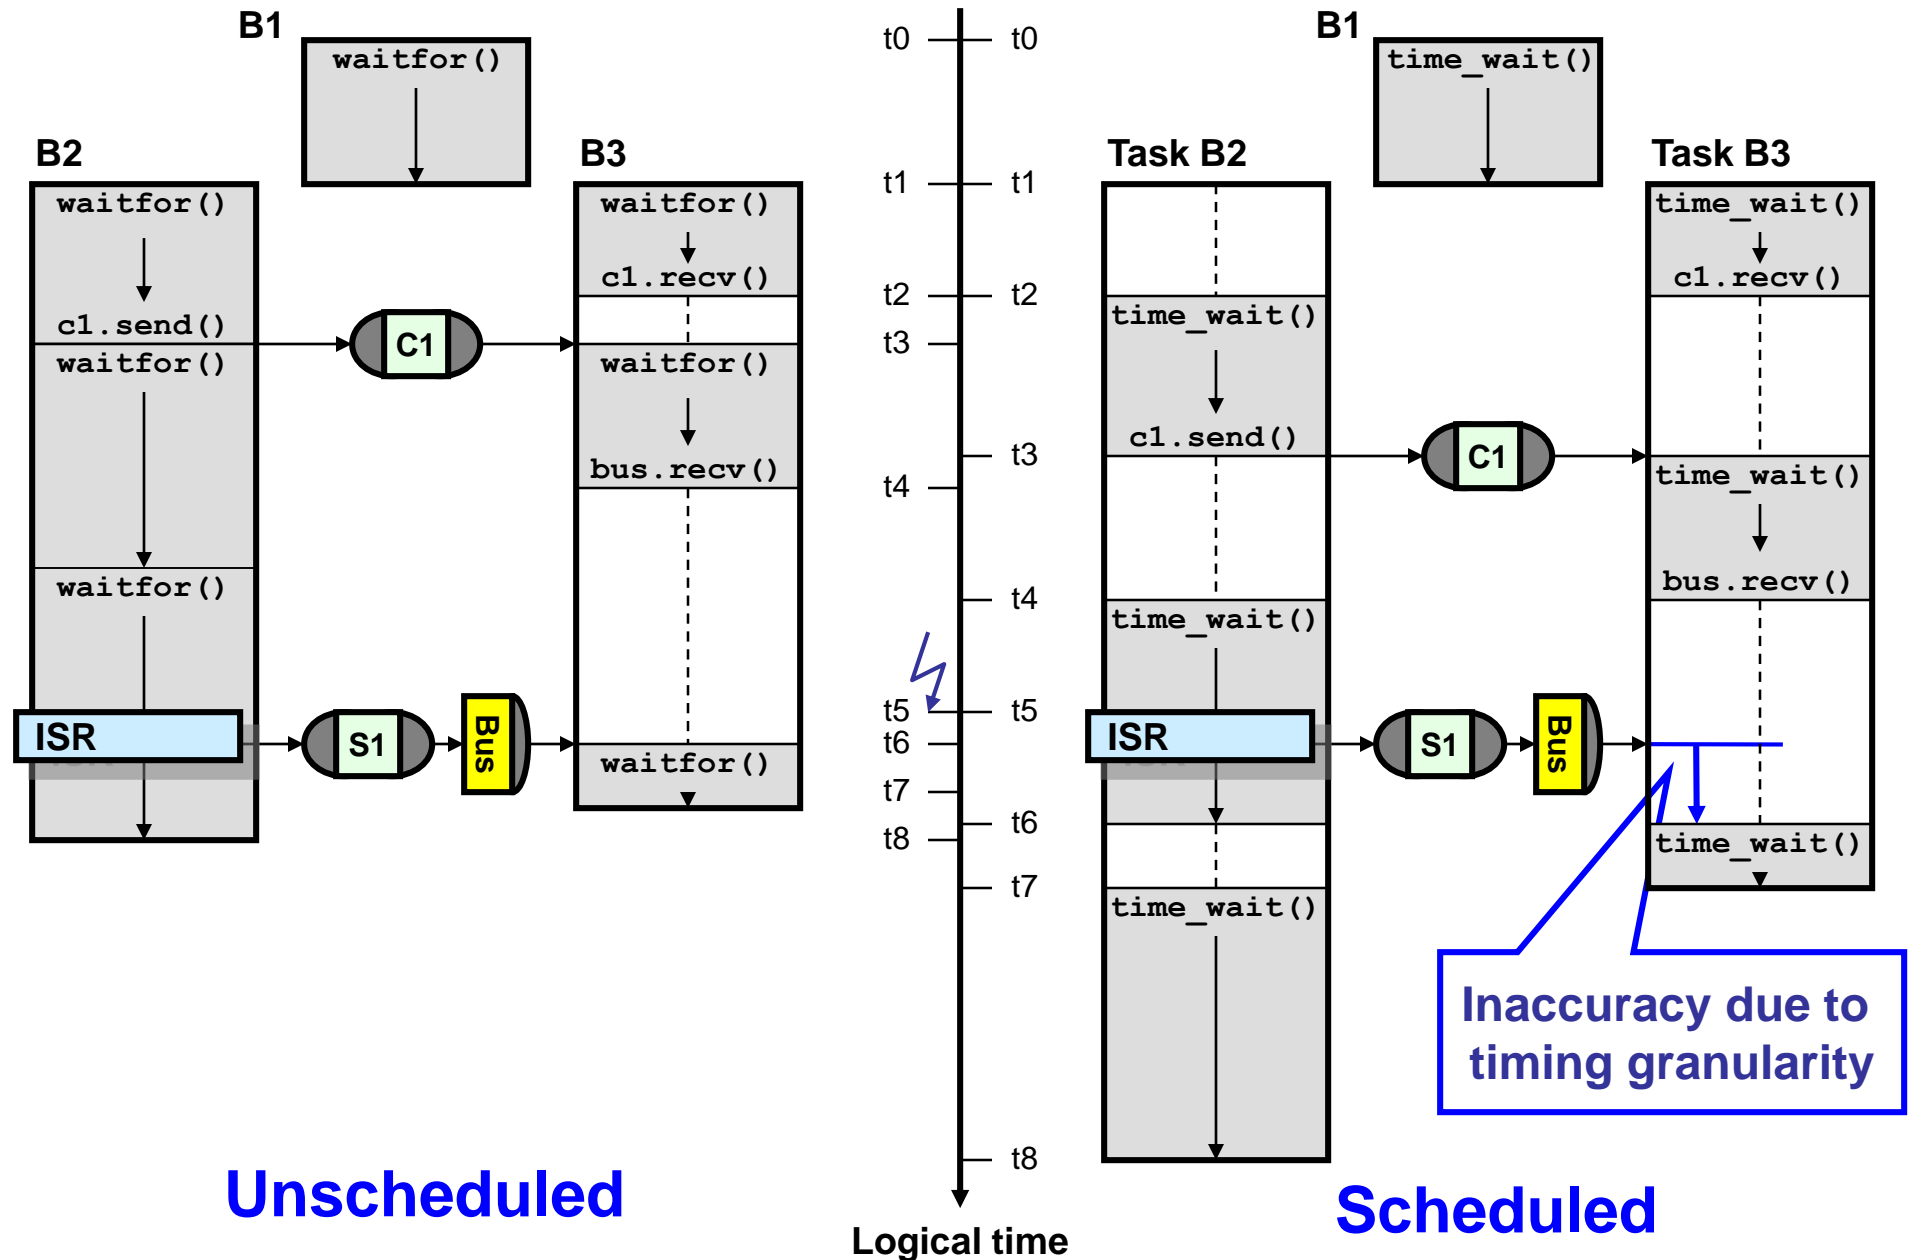 B1
waitfor()
B2
B3
waitfor()
c1.send()
waitfor()
waitfor()
waitfor()
c1.recv()
waitfor()
bus.recv()
waitfor()
C1
ISR
ISR
S1
Bus
Unscheduled
t0
t1
t2
t3
t4
t5
t6
t7
t8
t0
t1
t2
t3
t4
t5
t6
t7
t8
Logical time
B1
time_wait()
Task B2
Task B3
time_wait()
c1.send()
time_wait()
time_wait()
time_wait()
c1.recv()
time_wait()
bus.recv()
time_wait()
C1
ISR
ISR
S1
Bus
Inaccuracy due to
timing granularity
Scheduled